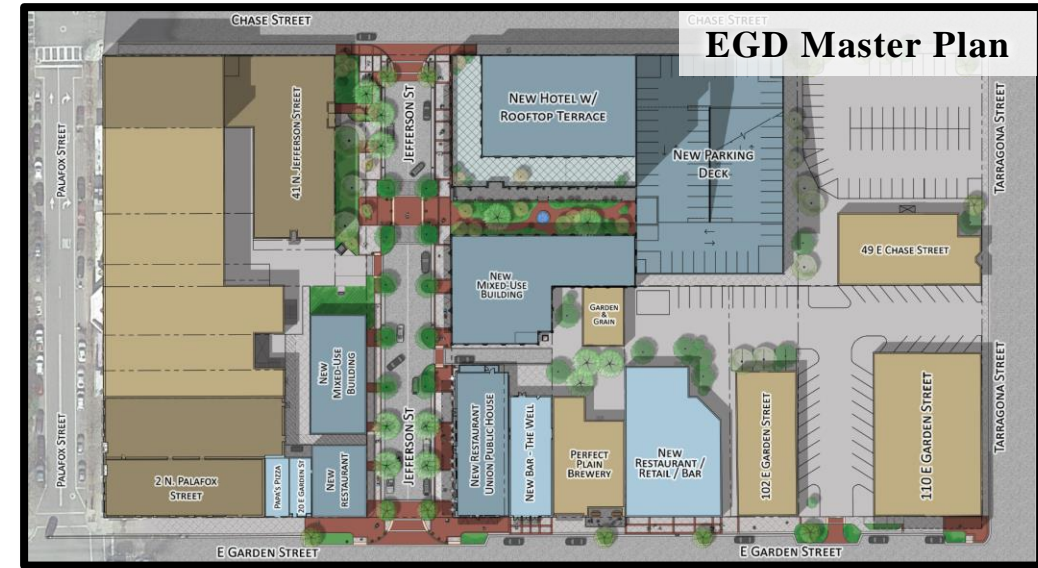 CHASE STREET
CHASE STREET
EGD Master Plan
PALAFOX STREET
PALAFOX STREET
41 N. JEFFERSON STREET
JEFFERSON ST
NEW HOTEL W/
ROOFTOP TERRACE
NEW PARKING
DECK
TARRAGONA STREET
49 E CHASE STREET
NEW
MIXED-USE
BUILDING
GARDEN
&
GRAIN
NEW
MIXED-USE
BUILDING
JEFFERSON ST
TARRAGONA STREET
2 N. PALAFOX
STREET
PAPA'S PIZZA
20 E GARDEN ST
NEW
RESTAURANT
NEW RESTAURANT
UNION PUBLIC HOUSE
NEW BAR - THE WELL
PERFECT
PLAIN
BREWERY
NEW
RESTAURANT /
RETAIL / BAR
102 E GARDEN STREET
110 E GARDEN STREET
E GARDEN STREET
E GARDEN STREET